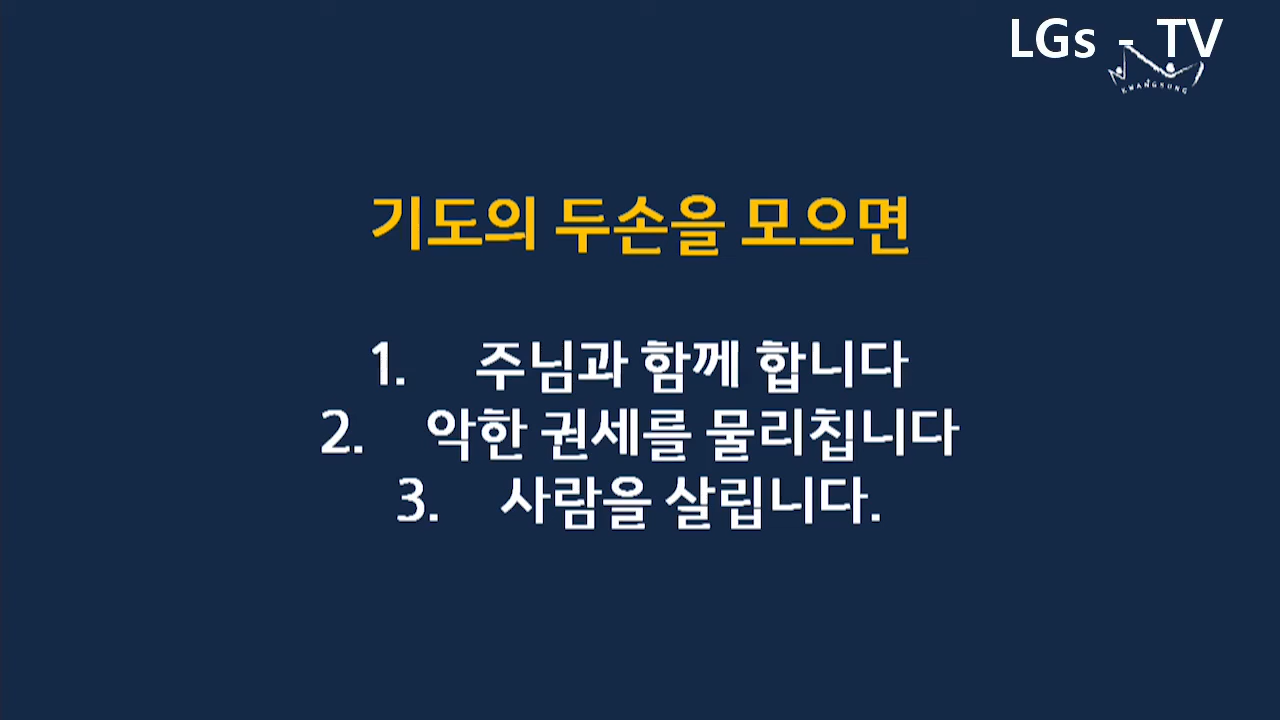 LGs - TV
KWANGSUNG
기도의 두손을 모으면
1. 주님과 함께 합니다
2. 악한 권세를 물리칩니다
3. 사람을 살립니다.